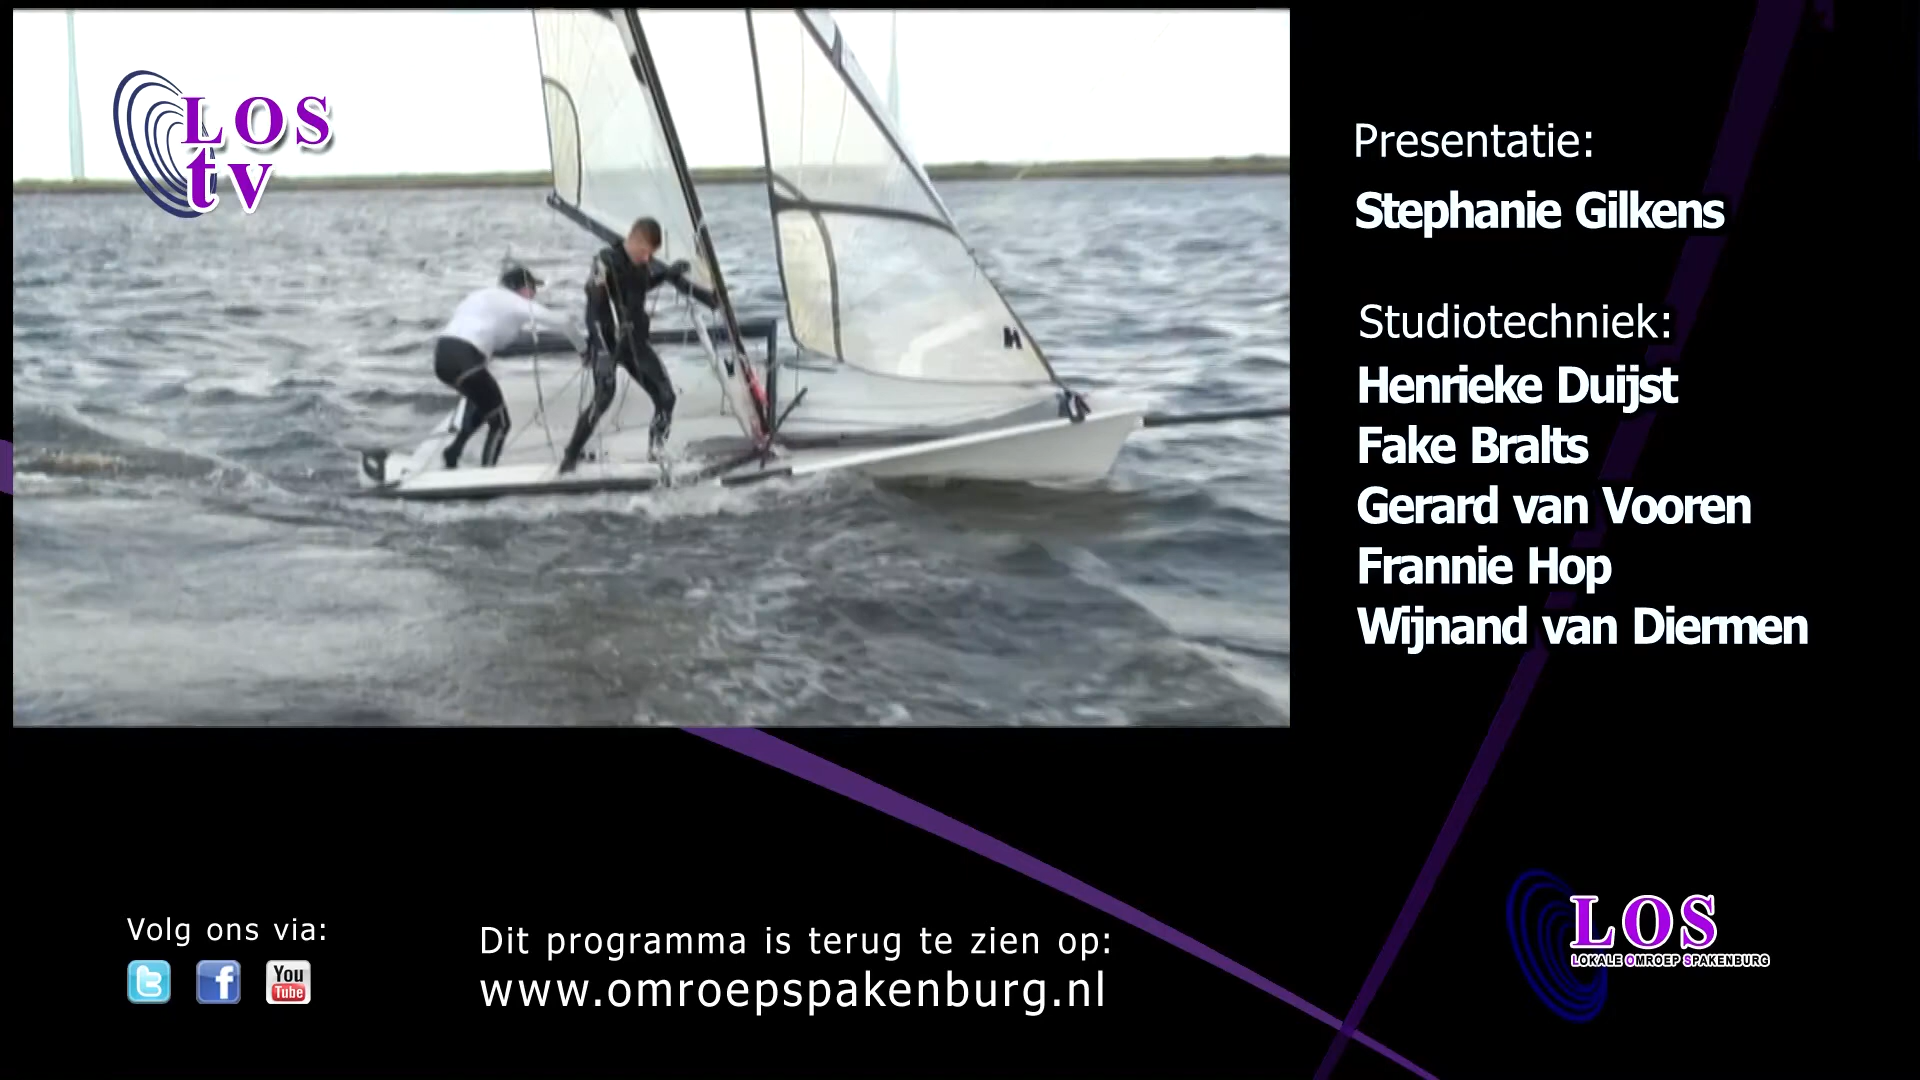 LOS
tv
Presentatie:
Stephanie Gilkens
Studiotechniek:
Henrieke Duijst
Fake Bralts
Gerard van Vooren
Frannie Hop
Wijnand van Diermen
Volg ons via:
You
Tube
Dit programma is terug te zien op:
www.omroepspakenburg.nl
LOS
LOKALE OMROEP SPAKENBURG